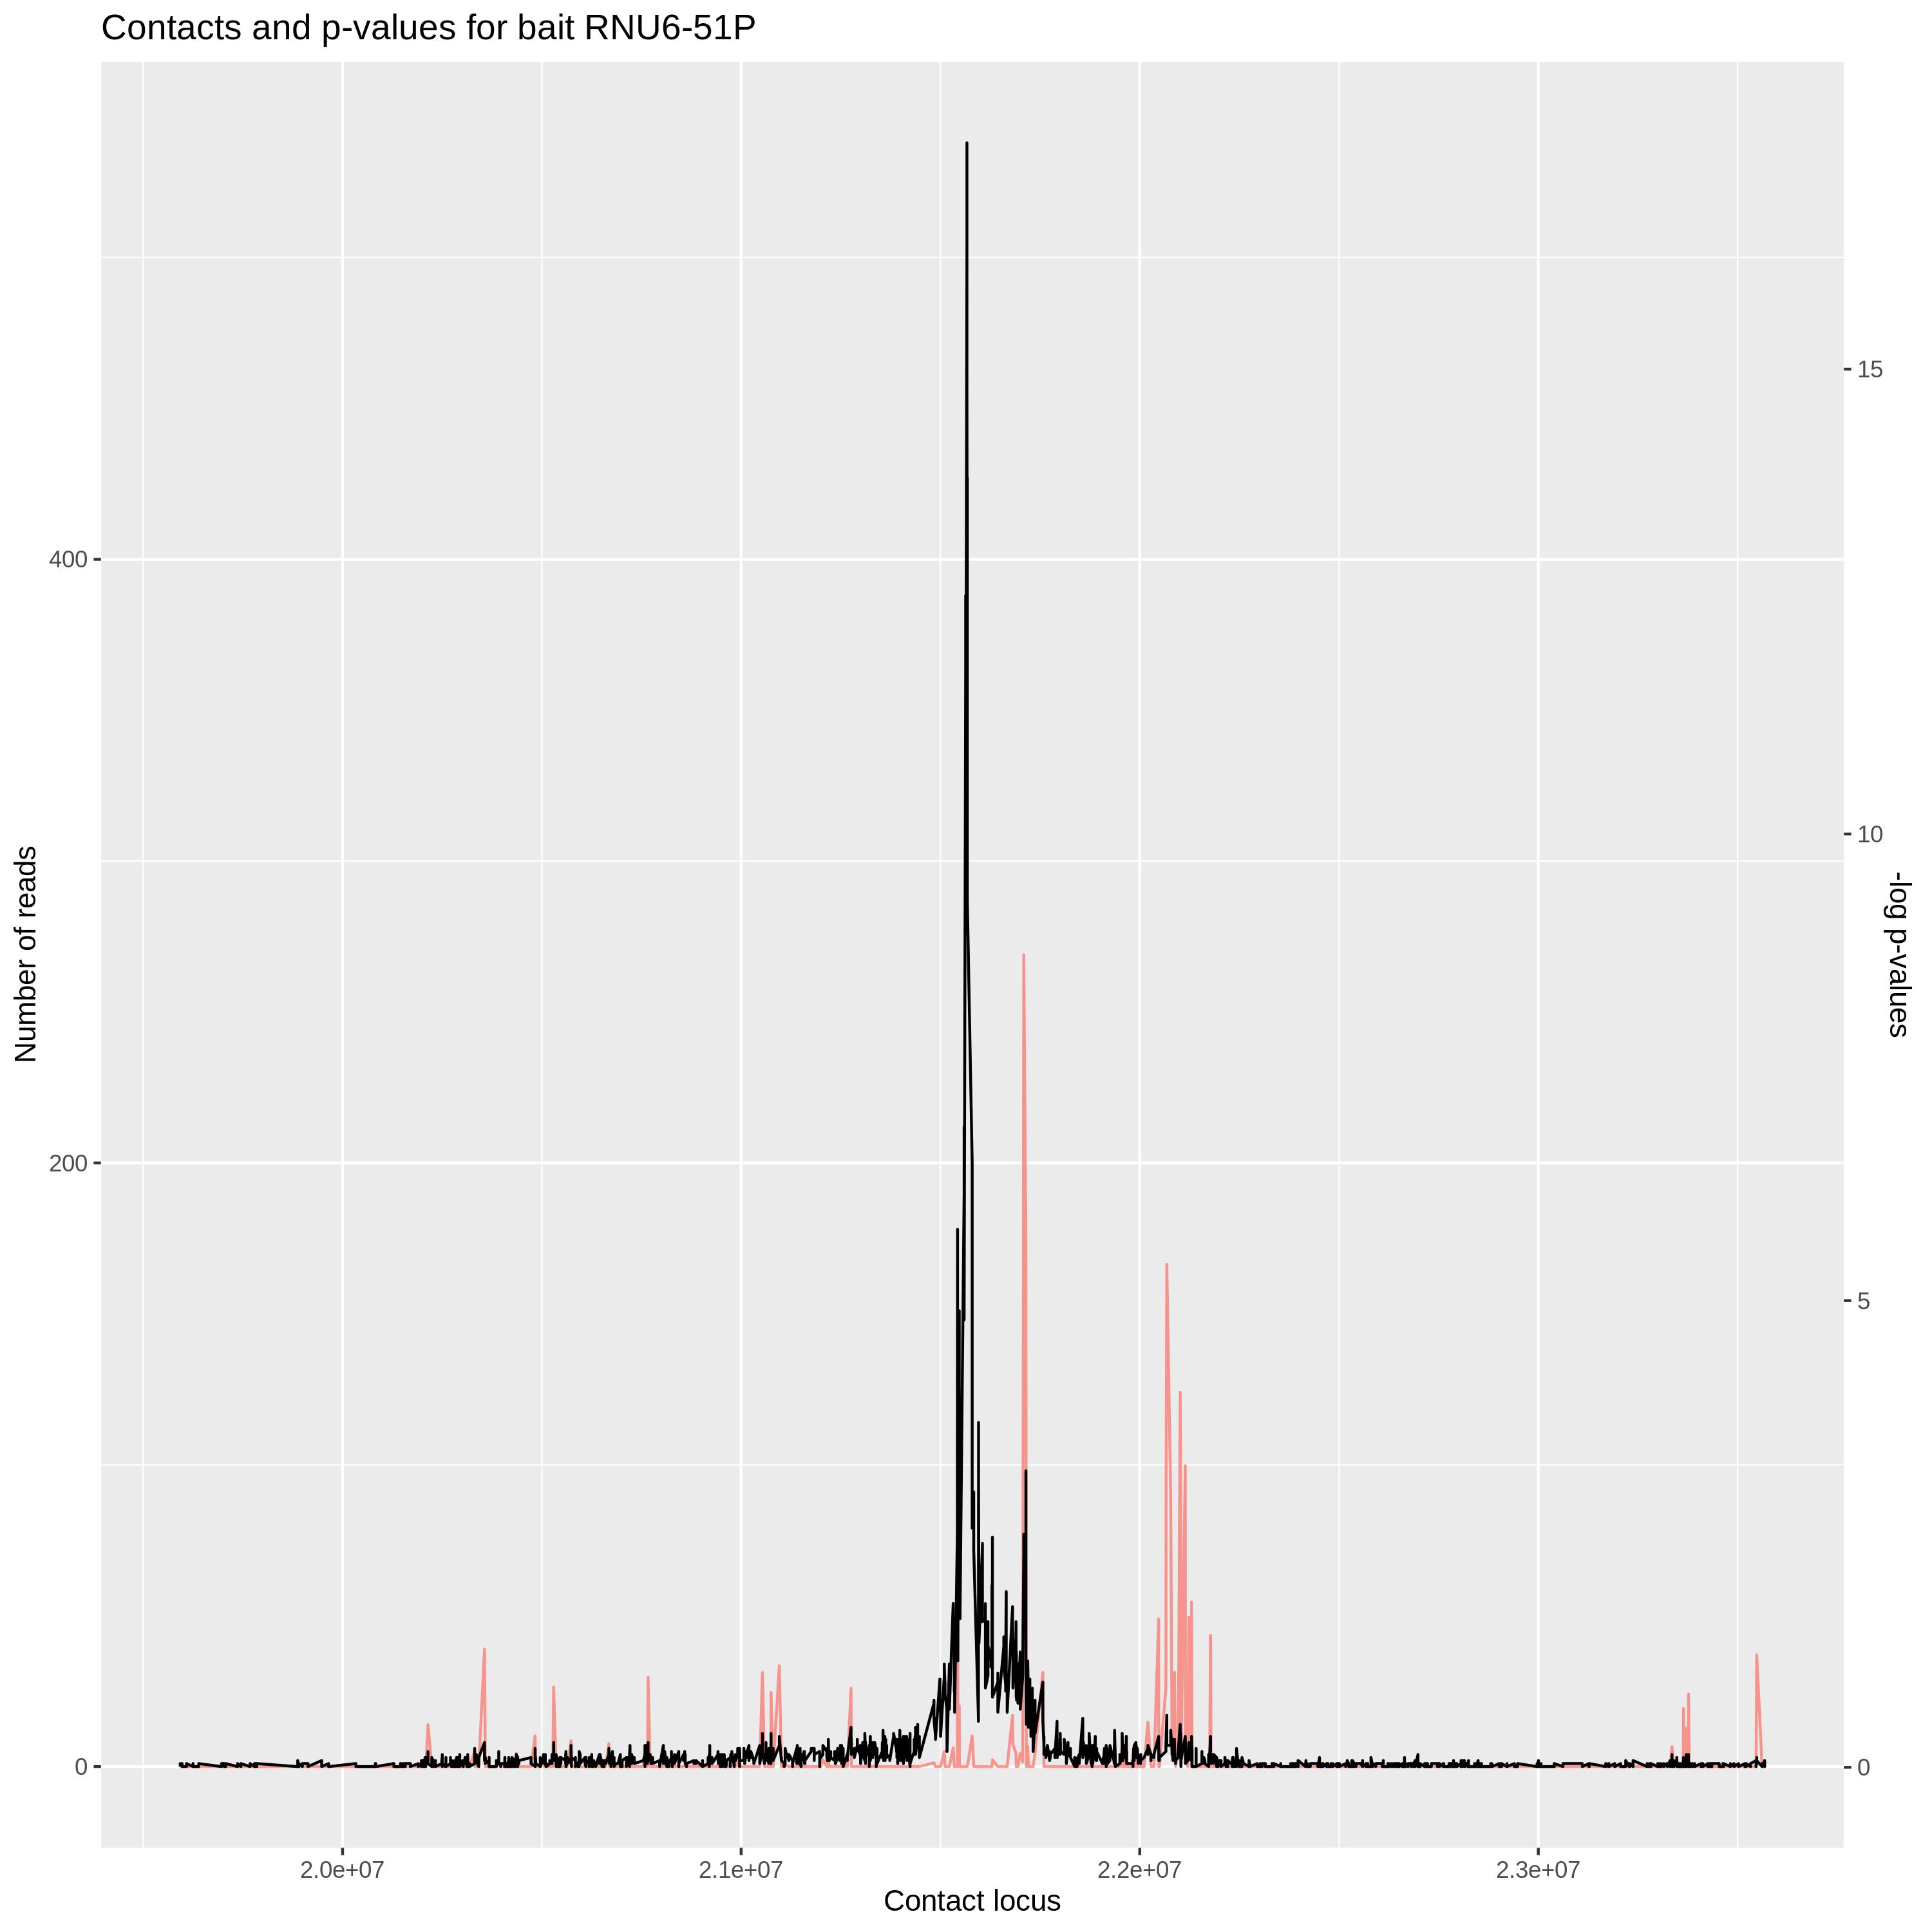 Contacts and p-values for bait RNU6-51P
400
200
0
15
10
5
0
Number of reads
-log p-values
2.0e+07
2.1e+07
2.2e+07
2.3e+07
Contact locus